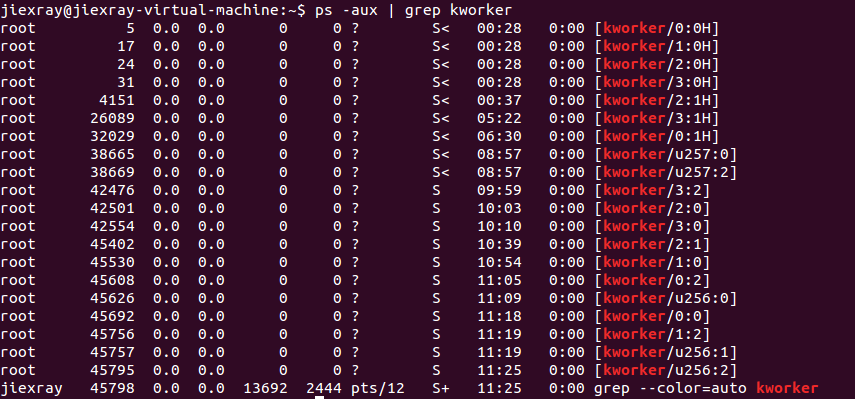 jiexray@jiexray-virtual-machine:~$ ps -aux | grep kworker
root         5  0.0  0.0      0     0 ?        S<   00:28   0:00 [kworker/0:0H]
root        17  0.0  0.0      0     0 ?        S<   00:28   0:00 [kworker/1:0H]
root        24  0.0  0.0      0     0 ?        S<   00:28   0:00 [kworker/2:0H]
root        31  0.0  0.0      0     0 ?        S<   00:28   0:00 [kworker/3:0H]
root      4151  0.0  0.0      0     0 ?        S<   00:37   0:00 [kworker/2:1H]
root     26089  0.0  0.0      0     0 ?        S<   05:22   0:00 [kworker/3:1H]
root     32029  0.0  0.0      0     0 ?        S<   06:30   0:00 [kworker/0:1H]
root     38665  0.0  0.0      0     0 ?        S<   08:57   0:00 [kworker/u257:0]
root     38669  0.0  0.0      0     0 ?        S<   08:57   0:00 [kworker/u257:2]
root     42476  0.0  0.0      0     0 ?        S    09:59   0:00 [kworker/3:2]
root     42501  0.0  0.0      0     0 ?        S    10:03   0:00 [kworker/2:0]
root     42554  0.0  0.0      0     0 ?        S    10:10   0:00 [kworker/3:0]
root     45402  0.0  0.0      0     0 ?        S    10:39   0:00 [kworker/2:1]
root     45530  0.0  0.0      0     0 ?        S    10:54   0:00 [kworker/1:0]
root     45608  0.0  0.0      0     0 ?        S    11:05   0:00 [kworker/0:2]
root     45626  0.0  0.0      0     0 ?        S    11:09   0:00 [kworker/u256:0]
root     45692  0.0  0.0      0     0 ?        S    11:18   0:00 [kworker/0:0]
root     45756  0.0  0.0      0     0 ?        S    11:19   0:00 [kworker/1:2]
root     45757  0.0  0.0      0     0 ?        S    11:19   0:00 [kworker/u256:1]
root     45795  0.0  0.0      0     0 ?        S    11:25   0:00 [kworker/u256:2]
jiexray  45798  0.0  0.0  13692  2444 pts/12   S+   11:25   0:00 grep --color=auto kworker